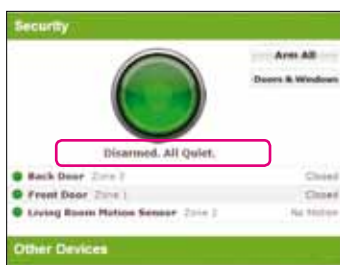 Security
Arm All
Doors & Windows
Disarmed. All Quiet.
Back Door Zone 2 Closed
Front Door Zone 1 Closed
Living Room Motion Sensor Zone 3 No Motion
Other Devices